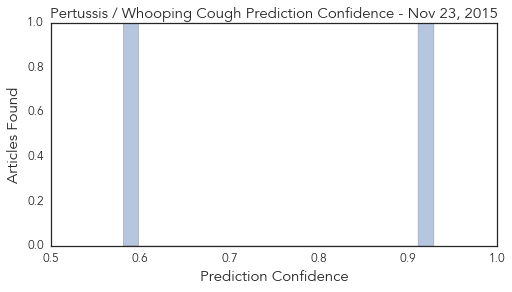 Pertussis / Whooping Cough Prediction Confidence - Nov 23, 2015
1.0
0.8
0.6
0.4
0.2
0.0
Articles Found
0.5 0.6 0.7 0.8 0.9 1.0
Prediction Confidence